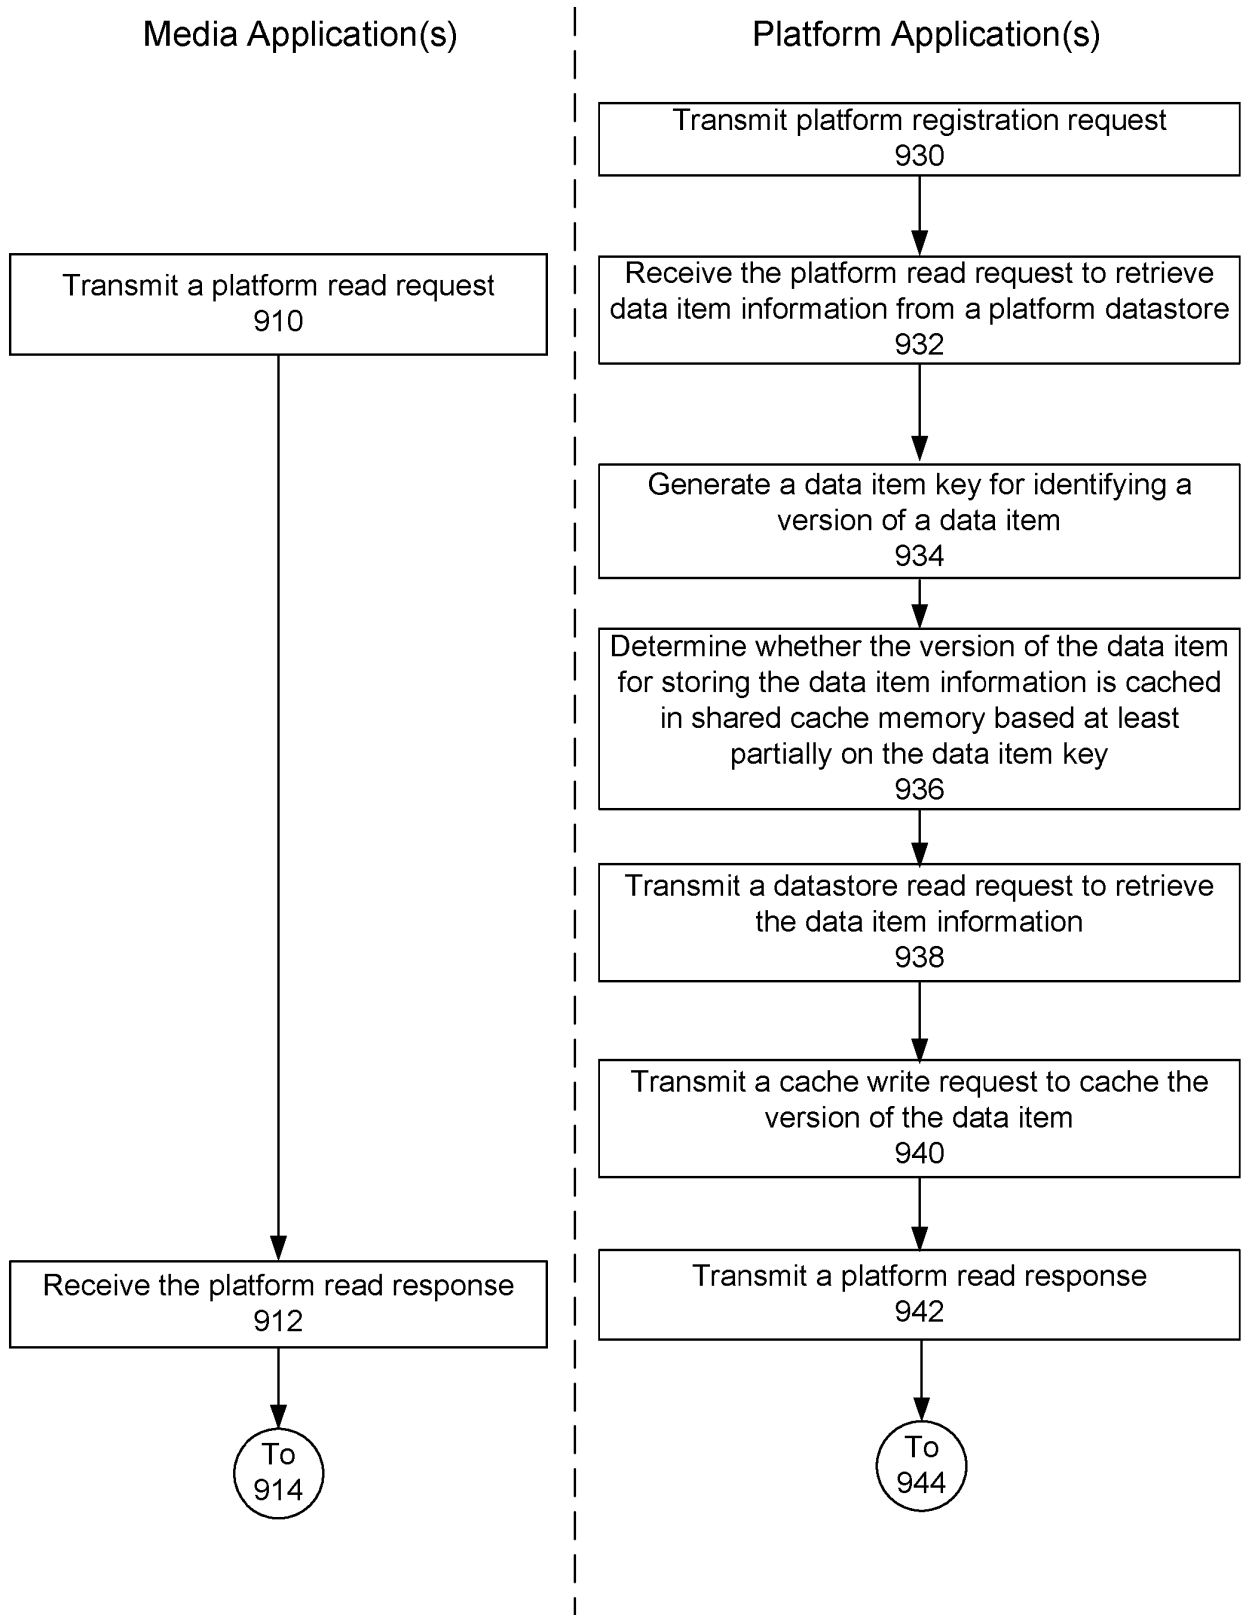 Media Application(s)
Platform Application(s)
Transmit platform registration request
930
Transmit a platform read request
910
Receive the platform read request to retrieve
data item information from a platform datastore
932
Generate a data item key for identifying a
version of a data item
934
Determine whether the version of the data item
for storing the data item information is cached
in shared cache memory based at least
partially on the data item key
936
Transmit a datastore read request to retrieve
the data item information
938
Transmit a cache write request to cache the
version of the data item
940
Receive the platform read response
912
Transmit a platform read response
942
To
914
To
944